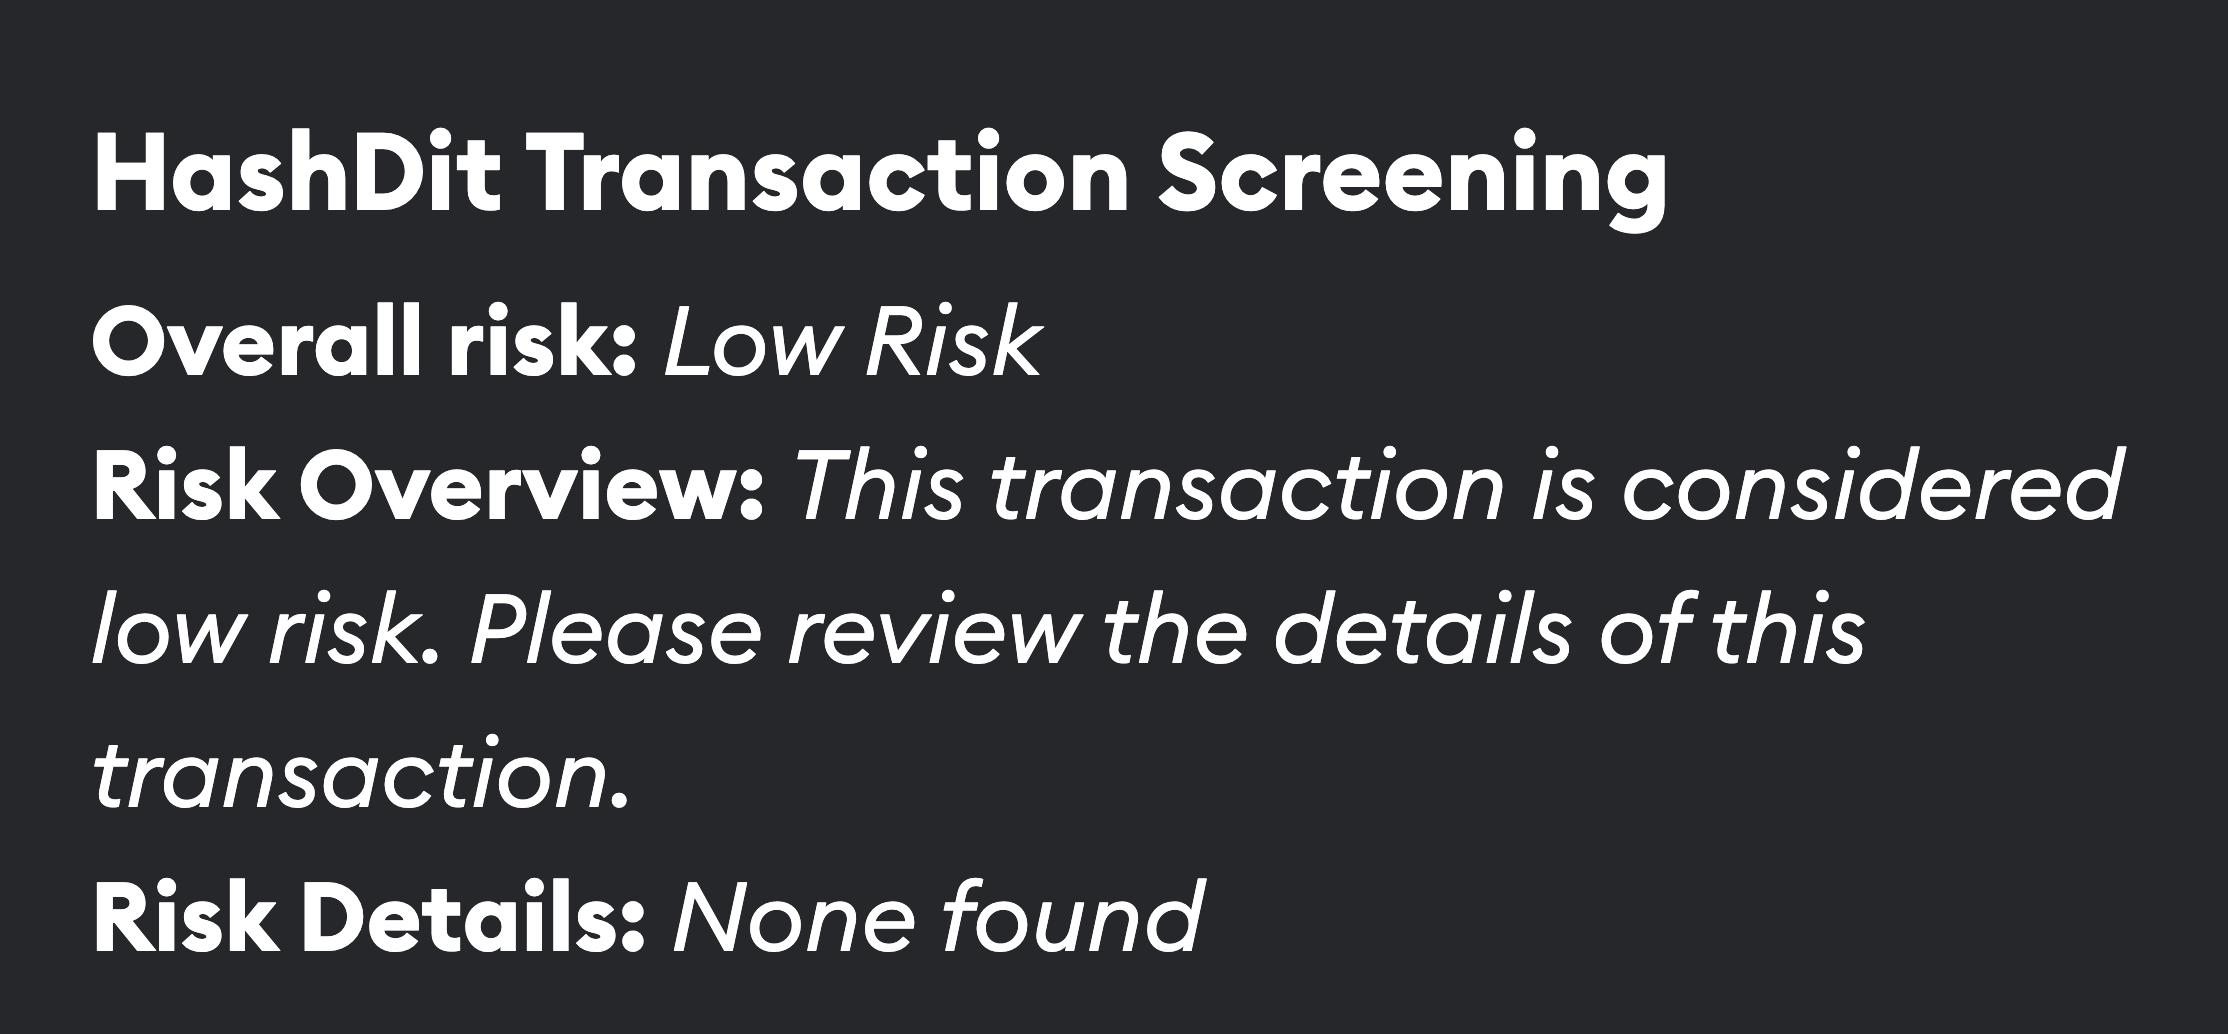 HashDit Transaction Screening
Overall risk: Low Risk
Risk Overview: This transaction is considered
low risk. Please review the details of this
transaction.
Risk Details: None found